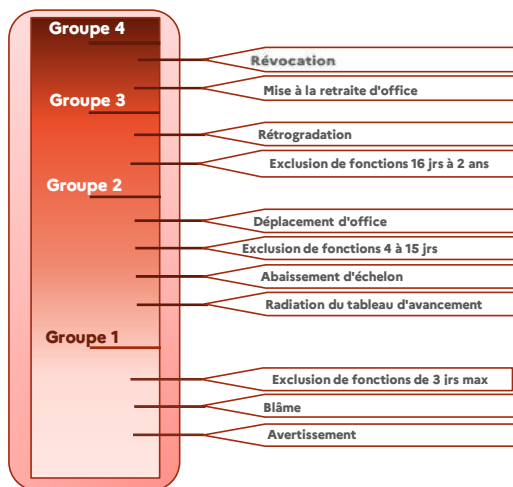 Groupe 4
Révocation
Mise à la retraite d'office
Groupe 3
Rétrogradation
Exclusion de fonctions 16 jrs à 2 ans
Groupe 2
Déplacement d'office
Exclusion de fonctions 4 à 15 jrs
Abaissement d'échelon
Radiation du tableau d'avancement
Groupe 1
Exclusion de fonctions de 3 jrs max
Blâme
Avertissement